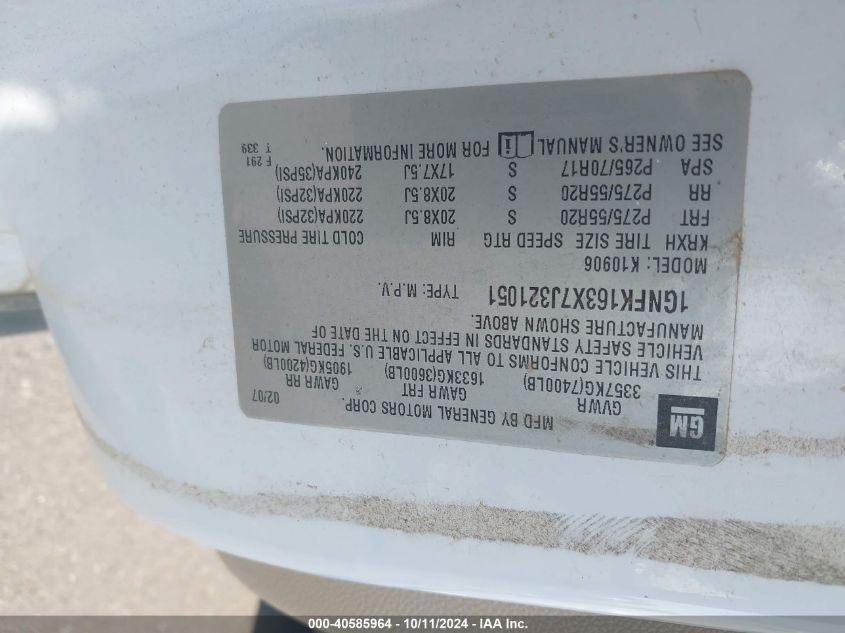 MFD BY GENERAL MOTORS CORP. 02/07
GM
GVWR GAWR FRT GAWR RR
3357KG(7400LB) 1633KG(3600LB) 1905KG(4200LB)
THIS VEHICLE CONFORMS TO ALL APPLICABLE U.S. FEDERAL MOTOR
VEHICLE SAFETY STANDARDS IN EFFECT ON THE DATE OF
MANUFACTURE SHOWN ABOVE.
1GNFK163X7J321051 TYPE: M.P.V.
MODEL: K10906
KRXH TIRE SIZE SPEED RTG RIM COLD TIRE PRESSURE
FRT P275/55R20 S 20X8.5J 220KPA(32PSI)
RR P275/55R20 S 20X8.5J 220KPA(32PSI)
SPA P265/70R17 S 17X7.5J 240KPA(35PSI)
SEE OWNER'S MANUAL i FOR MORE INFORMATION.
F 291
T 339
000-40585964 - 10/11/2024 - IAA Inc.